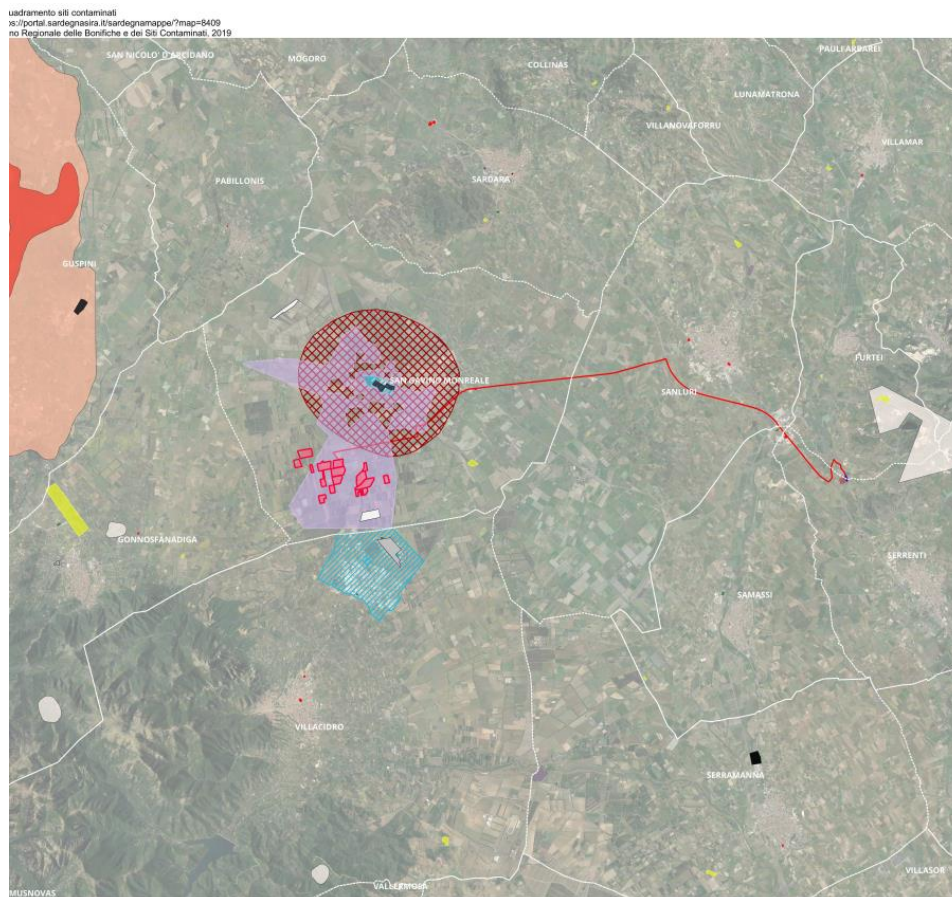 uadramento siti contaminati
os://portal.sardegnasira.it/sardegnamappe/?map=8409
no Regionale delle Bonifiche e dei Siti Contaminati, 2019
SAN NICOLO' D'ARCIDANO
MOGORO
COLLINAS
PAULI ARBAREI
LUNAMATRONA
VILLANOVAFORRU
VILLAMAR
PABILLONIS
SARDARA
GUSPINI
FURTEI
SAN GAVINO MONREALE
SANLURI
GONNOSFANADIGA
SERRENTI
SAMASSI
VILLACIDRO
SERRAMANNA
VILLASOR
MUSNOVAS
VALLERMOSA